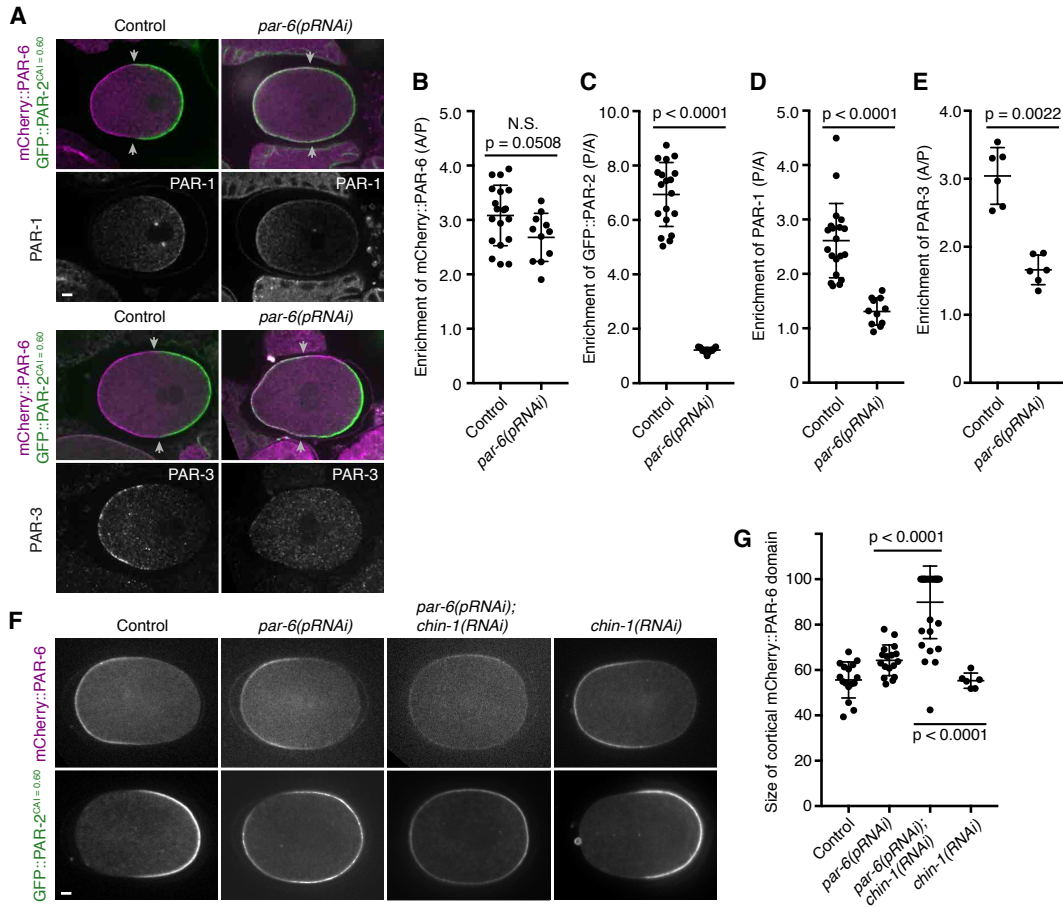 A
Control
par-6(pRNAi)
mCherry::PAR-6
GFP::PAR-2CAI = 0.60
PAR-1
PAR-1
PAR-1
Control
par-6(pRNAi)
mCherry::PAR-6
GFP::PAR-2CAI = 0.60
PAR-3
PAR-3
PAR-3
B
Enrichment of mCherry::PAR-6 (A/P)
5.0
4.0
3.0
2.0
1.0
0
N.S.
p = 0.0508
Control
par-6(pRNAi)
C
Enrichment of GFP::PAR-2 (P/A)
10.0
8.0
6.0
4.0
2.0
0
p < 0.0001
Control
par-6(pRNAi)
D
Enrichment of PAR-1 (P/A)
5.0
4.0
3.0
2.0
1.0
0
p < 0.0001
Control
par-6(pRNAi)
E
Enrichment of PAR-3 (A/P)
4.0
3.0
2.0
1.0
0
p = 0.0022
Control
par-6(pRNAi)
F
Control
par-6(pRNAi)
par-6(pRNAi);
chin-1(RNAi)
chin-1(RNAi)
mCherry::PAR-6
GFP::PAR-2CAI = 0.60
G
Size of cortical mCherry::PAR-6 domain
100
80
60
40
20
0
p < 0.0001
p < 0.0001
Control
par-6(pRNAi)
par-6(pRNAi);
chin-1(RNAi)
chin-1(RNAi)